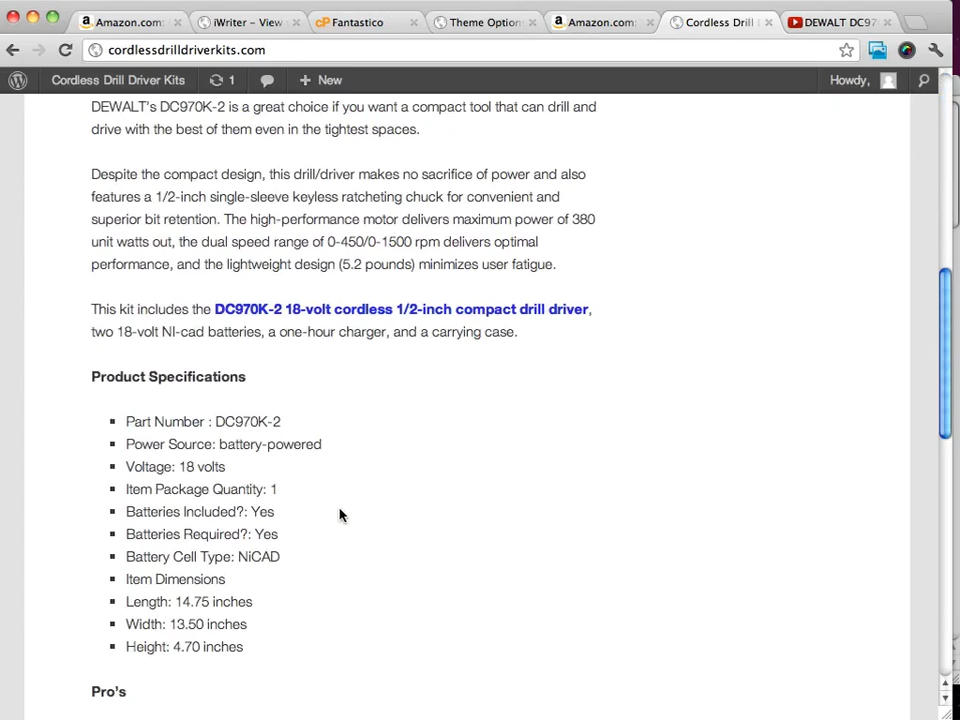 Amazon.com:
iWriter – View
cP Fantastico
Theme Option
a Amazon.com:
Cordless Drill
DEWALT DC97
cordlessdrilldriverkits.com
Cordless Drill Driver Kits 1 + New Howdy,
DEWALT's DC970K-2 is a great choice if you want a compact tool that can drill and
drive with the best of them even in the tightest spaces.
Despite the compact design, this drill/driver makes no sacrifice of power and also
features a 1/2-inch single-sleeve keyless ratcheting chuck for convenient and
superior bit retention. The high-performance motor delivers maximum power of 380
unit watts out, the dual speed range of 0-450/0-1500 rpm delivers optimal
performance, and the lightweight design (5.2 pounds) minimizes user fatigue.
This kit includes the DC970K-2 18-volt cordless 1/2-inch compact drill driver,
two 18-volt NI-cad batteries, a one-hour charger, and a carrying case.
Product Specifications
Part Number : DC970K-2
Power Source: battery-powered
Voltage: 18 volts
Item Package Quantity: 1
Batteries Included?: Yes
Batteries Required?: Yes
Battery Cell Type: NiCAD
Item Dimensions
Length: 14.75 inches
Width: 13.50 inches
Height: 4.70 inches
Pro's